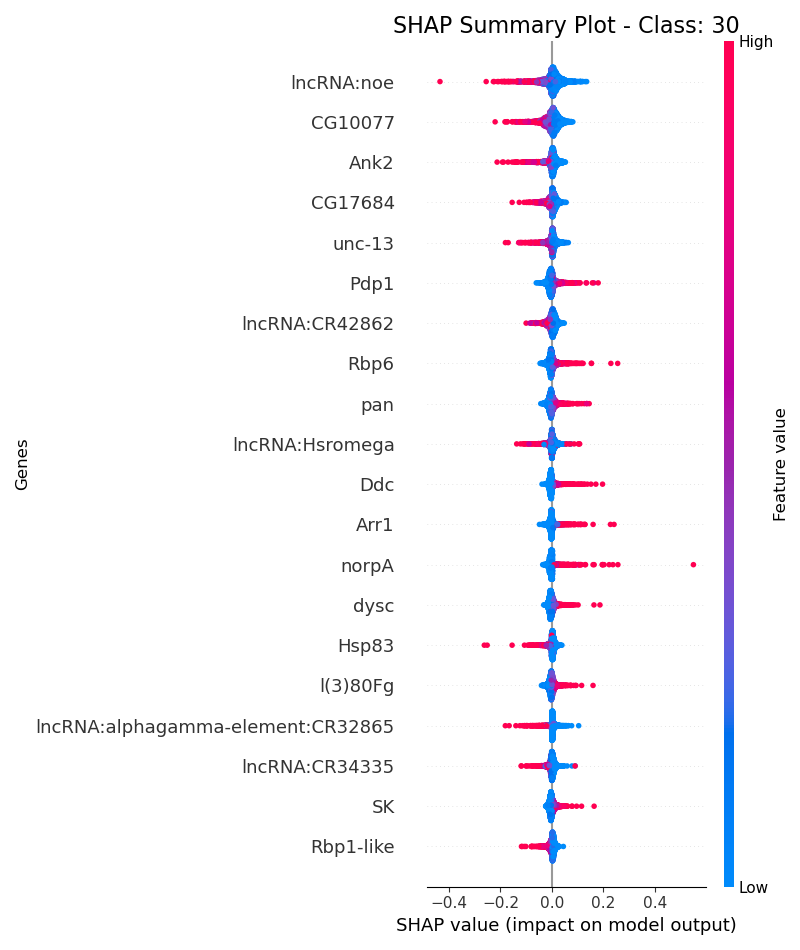 SHAP Summary Plot - Class: 30
High
lncRNA:noe
CG10077
Ank2
CG17684
unc-13
Pdp1
lncRNA:CR42862
Rbp6
pan
lncRNA:Hsromega
Ddc
Arr1
norpA
dysc
Hsp83
l(3)80Fg
lncRNA:alphagamma-element:CR32865
lncRNA:CR34335
SK
Rbp1-like
Genes
Feature value
Low
−0.4 −0.2 0.0 0.2 0.4
SHAP value (impact on model output)